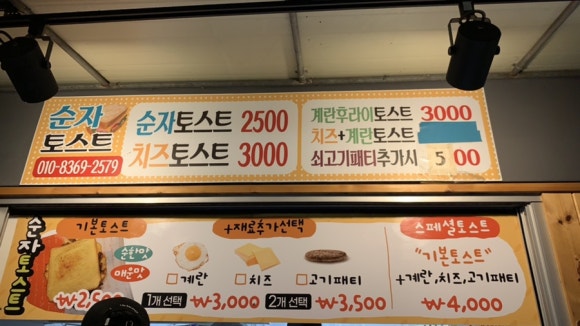 순자
토스트
010-8369-2579
순자토스트 2500
치즈토스트 3000
계란후라이토스트 3000
치즈+계란토스트
쇠고기패티추가시 500
순자토스트
기본토스트
순한맛
매운맛
₩2,500
+재료추가선택
계란
치즈
고기패티
1개 선택 ₩3,000
2개 선택 ₩3,500
스페셜토스트
"기본토스트"
+계란,치즈,고기패티
₩4,000